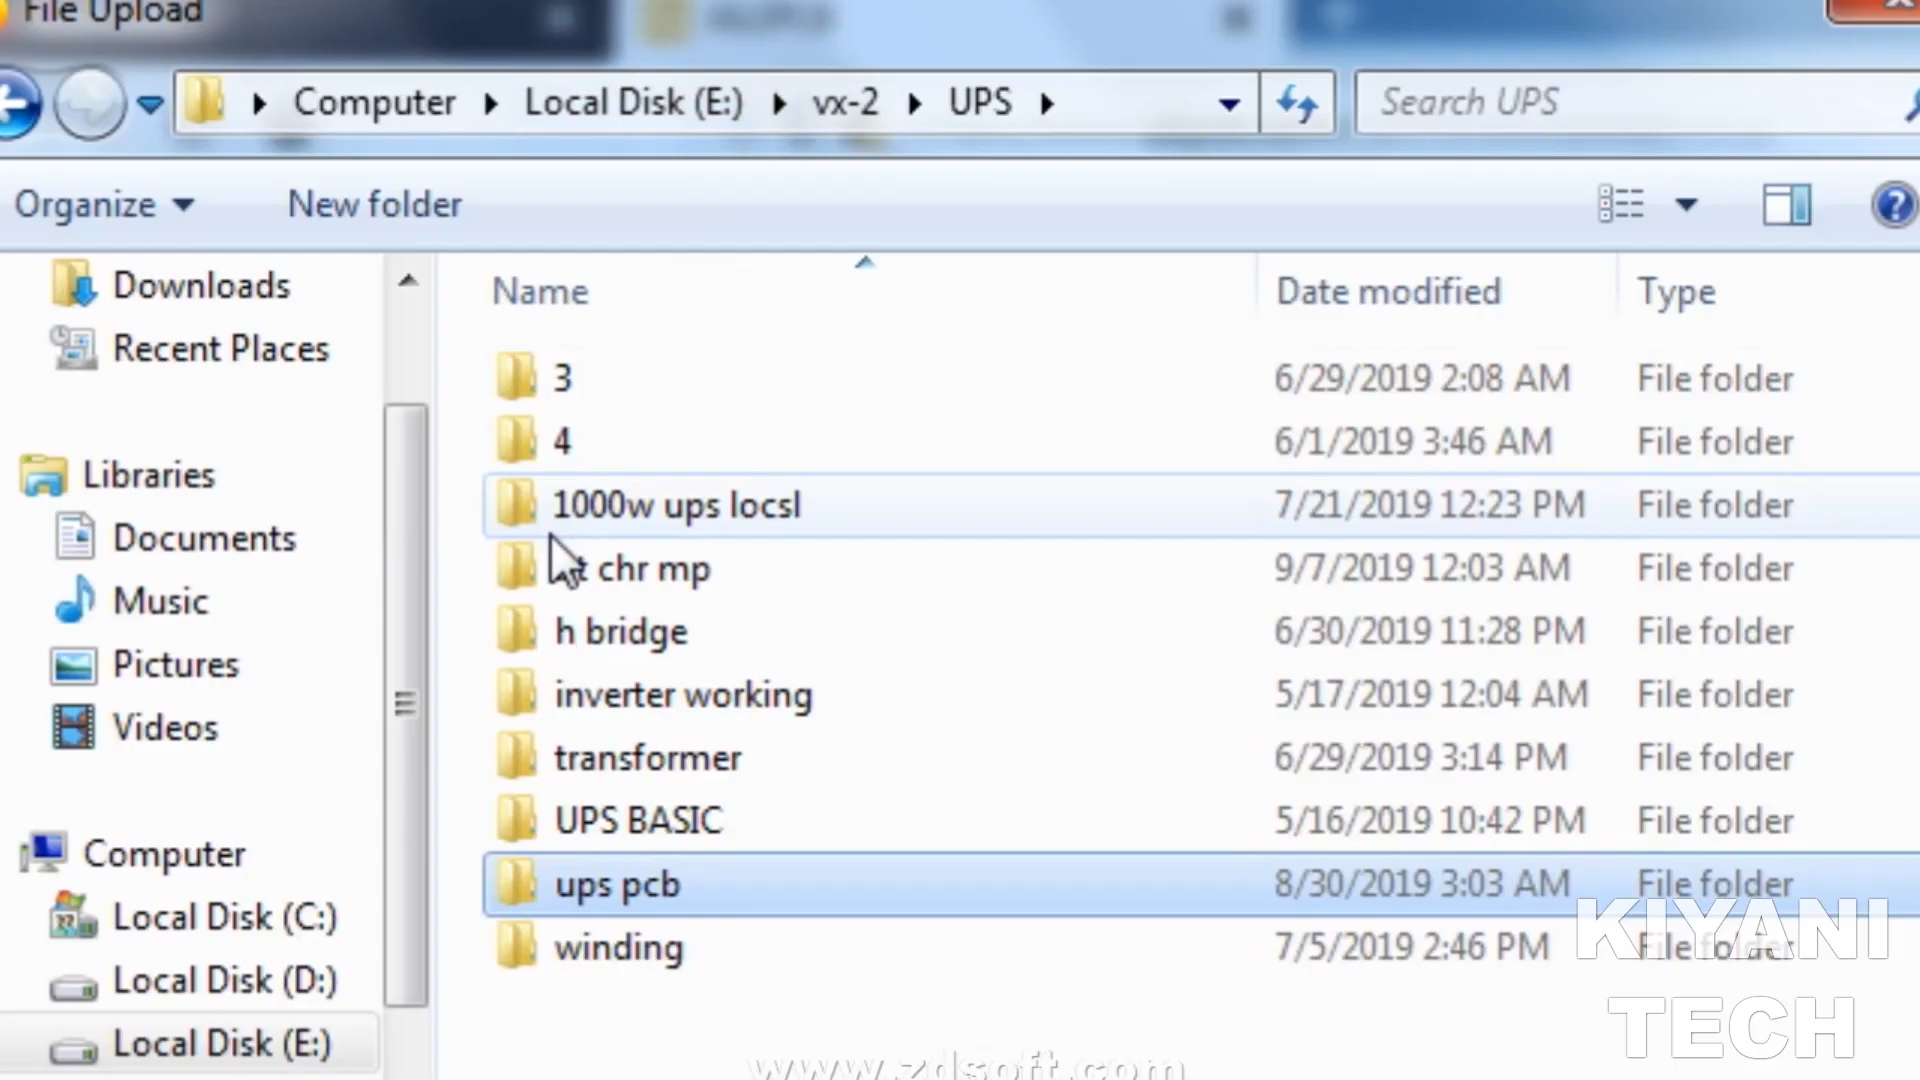 File Upload
Computer Local Disk (E:) vx-2 UPS
Search UPS
Organize New folder
Name Date modified Type
Downloads
Recent Places
Libraries
Documents
Music
Pictures
Videos
Computer
Local Disk (C:)
Local Disk (D:)
Local Disk (E:)
3 6/29/2019 2:08 AM File folder
4 6/1/2019 3:46 AM File folder
1000w ups locsl 7/21/2019 12:23 PM File folder
chr mp 9/7/2019 12:03 AM File folder
h bridge 6/30/2019 11:28 PM File folder
inverter working 5/17/2019 12:04 AM File folder
transformer 6/29/2019 3:14 PM File folder
UPS BASIC 5/16/2019 10:42 PM File folder
ups pcb 8/30/2019 3:03 AM File folder
winding 7/5/2019 2:46 PM File folder
KIYANI
TECH
www.zdsoft.com